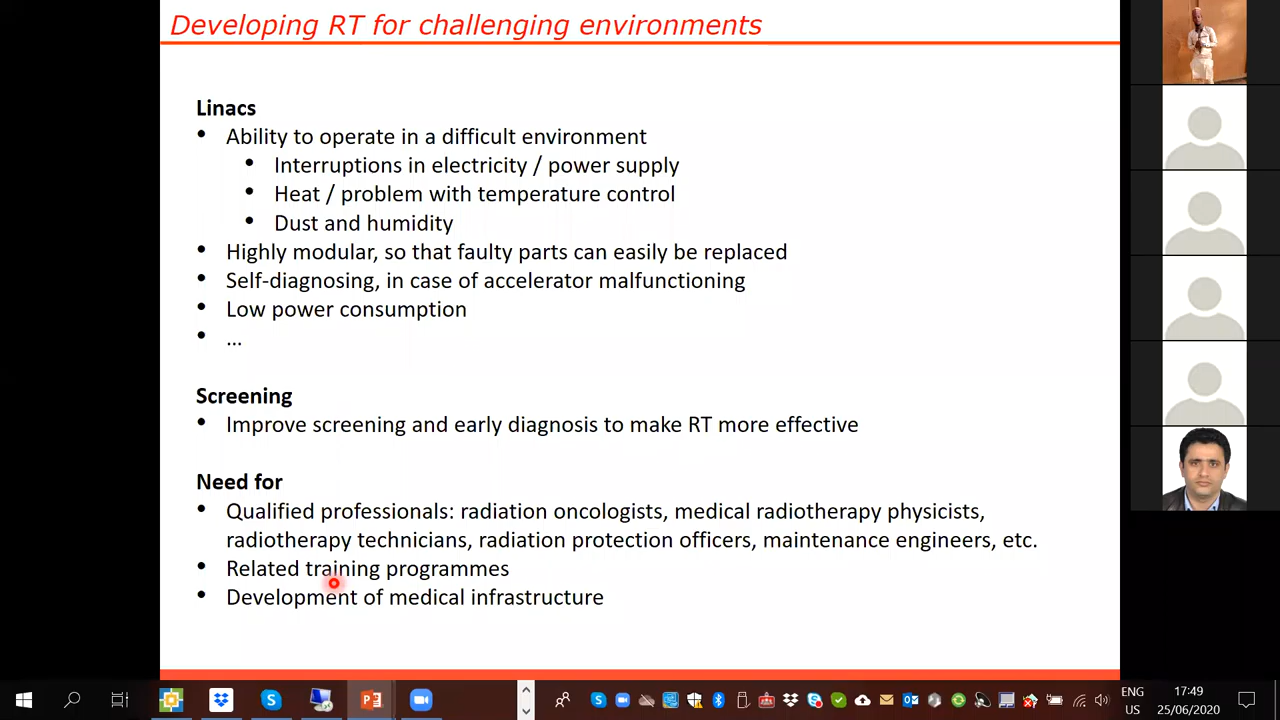 Developing RT for challenging environments
Linacs
• Ability to operate in a difficult environment
• Interruptions in electricity / power supply
• Heat / problem with temperature control
• Dust and humidity
• Highly modular, so that faulty parts can easily be replaced
• Self-diagnosing, in case of accelerator malfunctioning
• Low power consumption
• ...
Screening
• Improve screening and early diagnosis to make RT more effective
Need for
• Qualified professionals: radiation oncologists, medical radiotherapy physicists,
radiotherapy technicians, radiation protection officers, maintenance engineers, etc.
• Related training programmes
• Development of medical infrastructure
ENG 17:49
US 25/06/2020